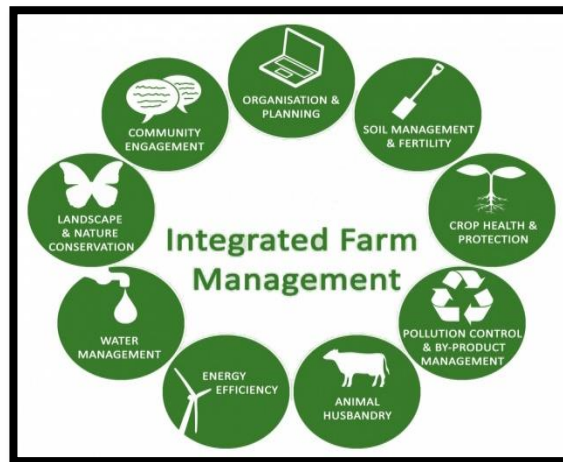 ORGANISATION &
PLANNING
SOIL MANAGEMENT
& FERTILITY
CROP HEALTH &
PROTECTION
POLLUTION CONTROL
& BY-PRODUCT
MANAGEMENT
ANIMAL
HUSBANDRY
ENERGY
EFFICIENCY
WATER
MANAGEMENT
LANDSCAPE
& NATURE
CONSERVATION
COMMUNITY
ENGAGEMENT
Integrated Farm
Management